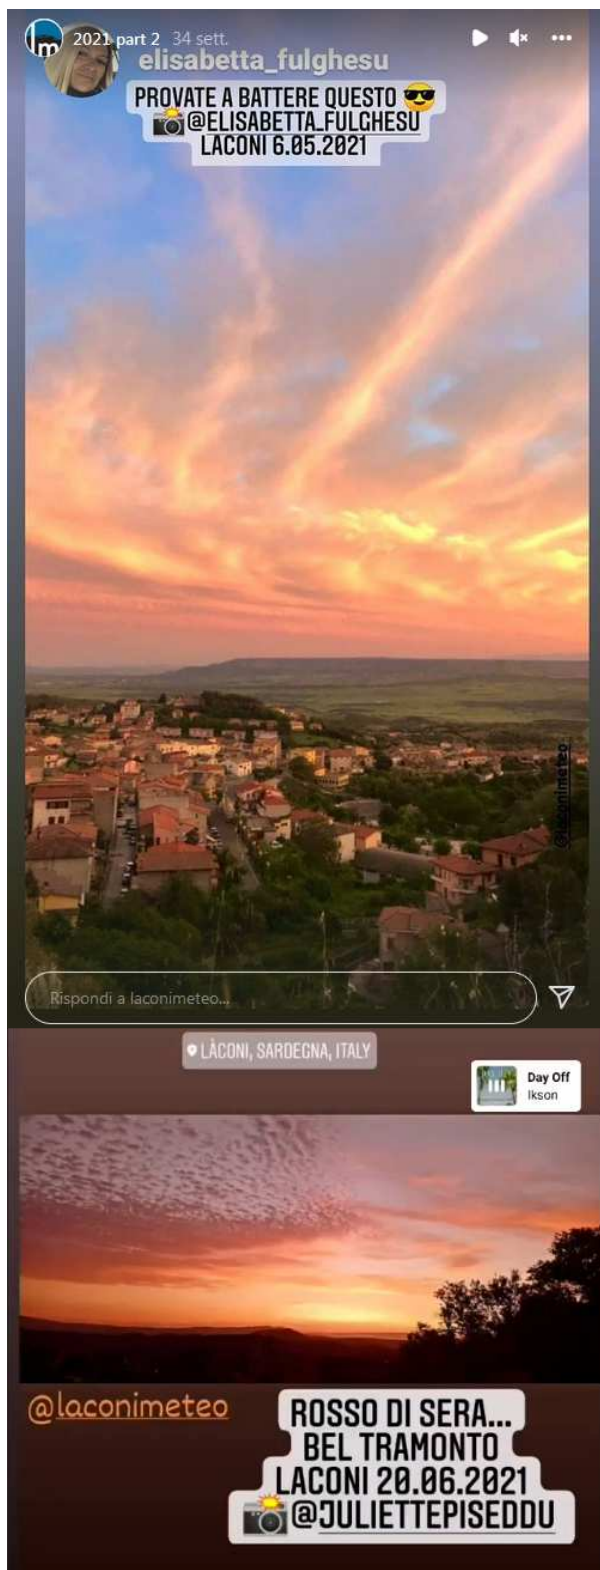 2021 part 2 34 sett.
elisabetta_fulghesu
PROVATE A BATTERE QUESTO 😎
📸@ELISABETTA_FULGHESU
LACONI 6.05.2021
@laconimeteo
Rispondi a laconimeteo...
LÀCONI, SARDEGNA, ITALY
Day Off
Ikson
@laconimeteo
ROSSO DI SERA...
BEL TRAMONTO
LACONI 20.06.2021
📸@JULIETTEPISEDDU